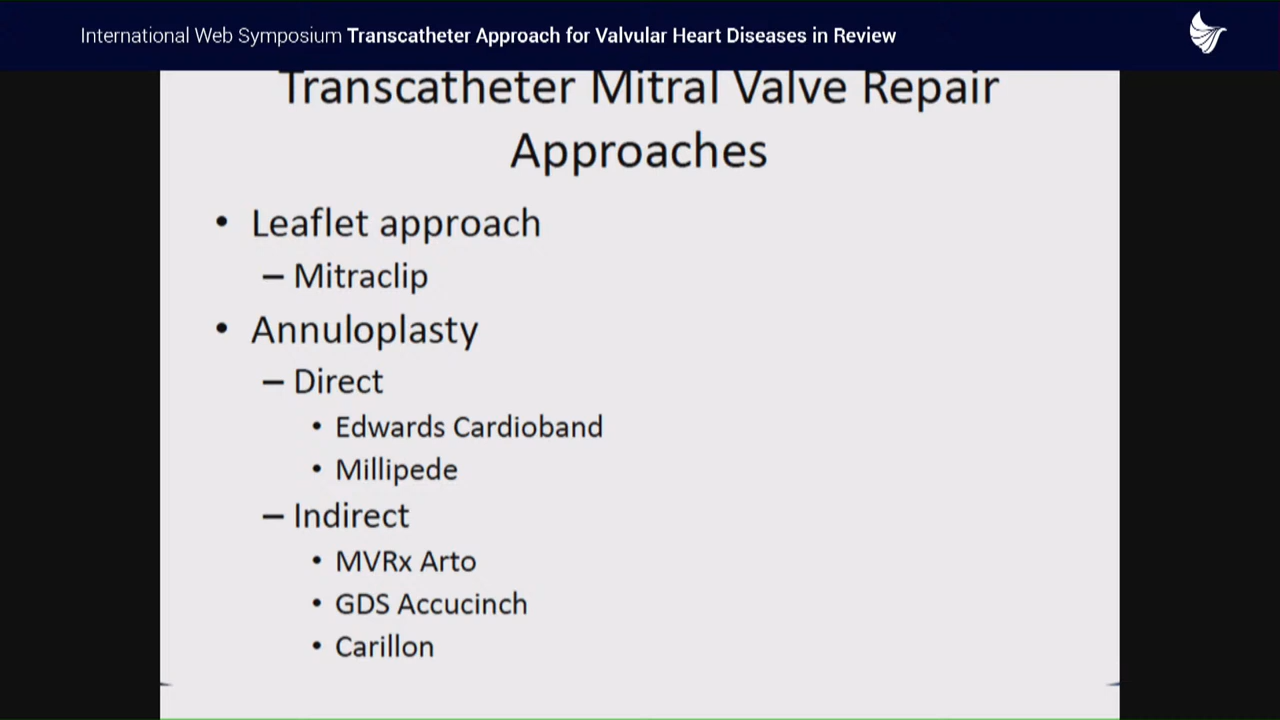 International Web Symposium Transcatheter Approach for Valvular Heart Diseases in Review
Transcatheter Mitral Valve Repair
Approaches
• Leaflet approach
– Mitraclip
• Annuloplasty
– Direct
• Edwards Cardioband
• Millipede
– Indirect
• MVRx Arto
• GDS Accucinch
• Carillon